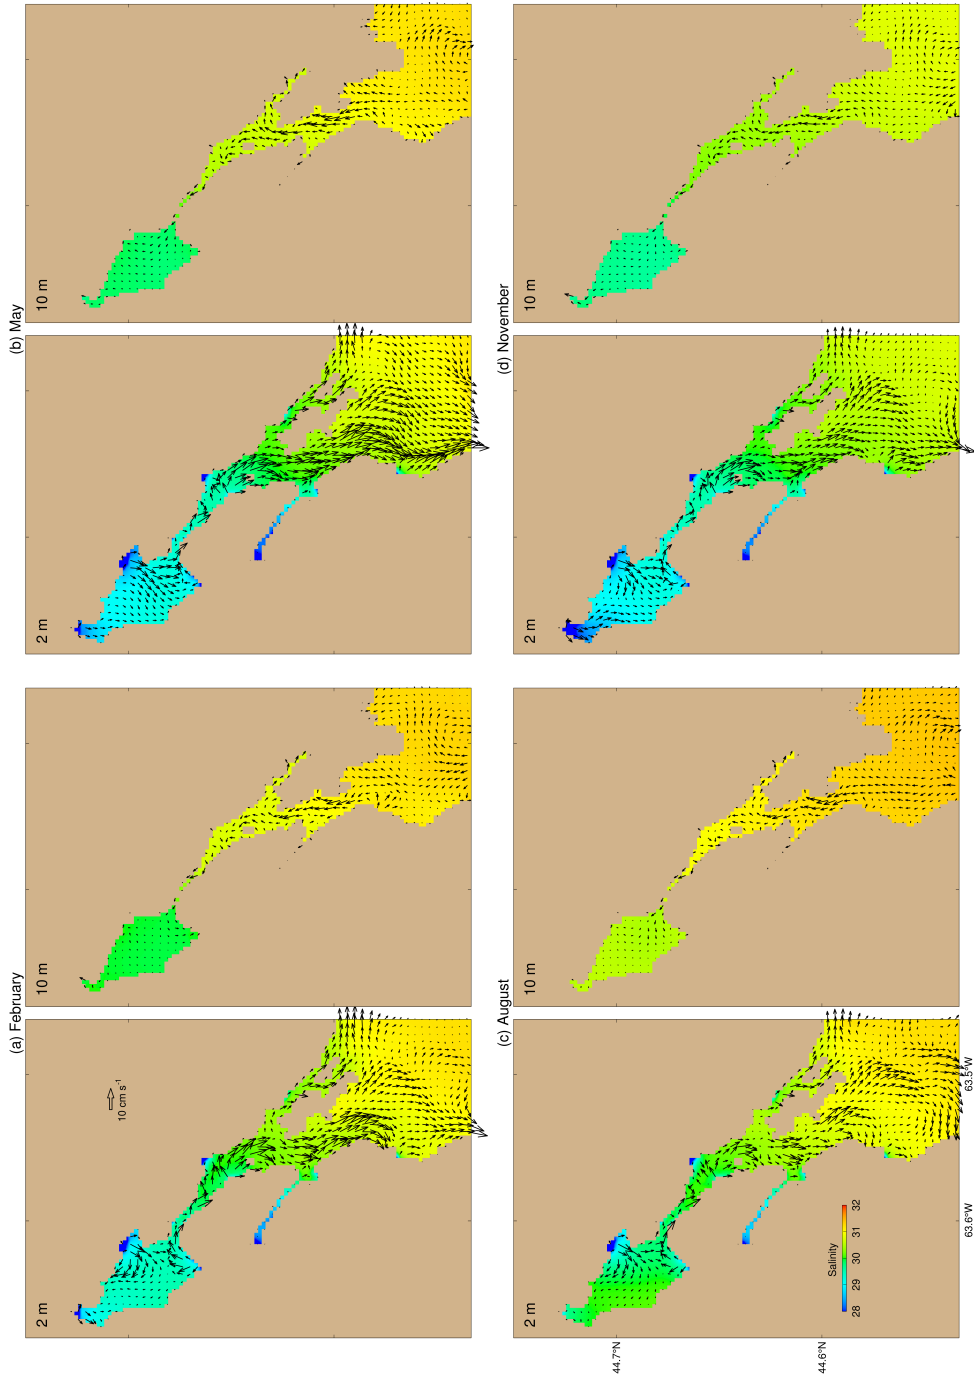 (a) February
2 m
10 cm s⁻¹
10 m
(b) May
2 m
10 m
(c) August
2 m
Salinity
28 29 30 31 32
44.7°N
44.6°N
63.6°W
63.5°W
10 m
(d) November
2 m
10 m